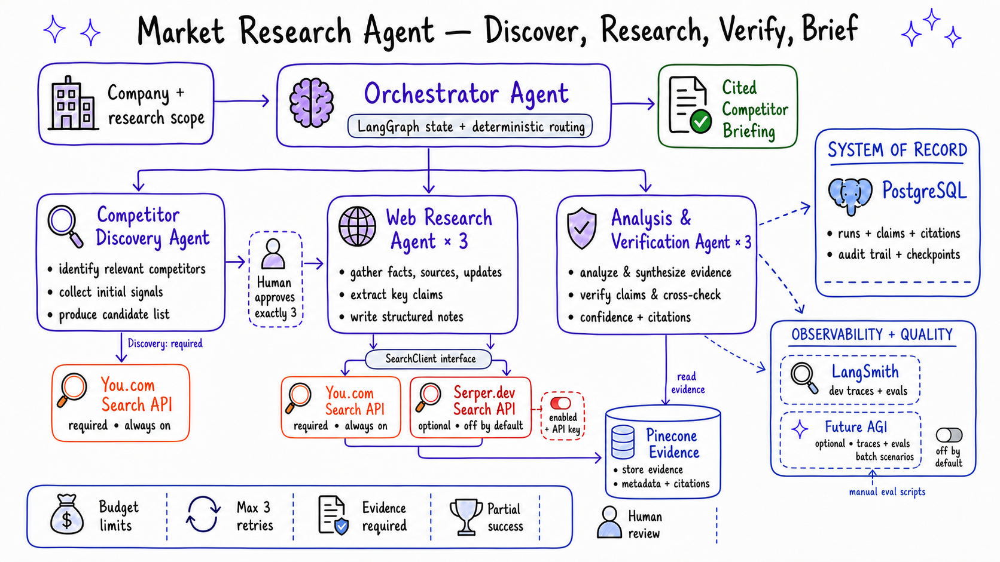 Market Research Agent — Discover, Research, Verify, Brief
Company +
research scope
Orchestrator Agent
LangGraph state + deterministic routing
Cited
Competitor
Briefing
SYSTEM OF RECORD
PostgreSQL
• runs + claims + citations
• audit trail + checkpoints
Competitor
Discovery Agent
• identify relevant competitors
• collect initial signals
• produce candidate list
Human
approves
exactly 3
Web Research
Agent × 3
• gather facts, sources, updates
• extract key claims
• write structured notes
Analysis &
Verification Agent × 3
• analyze & synthesize evidence
• verify claims & cross-check
• confidence + citations
Discovery: required
You.com
Search API
required • always on
SearchClient interface
You.com
Search API
required • always on
Serper.dev
Search API
optional • off by default
enabled
+ API key
read
evidence
Pinecone
Evidence
• store evidence
• metadata + citations
OBSERVABILITY + QUALITY
LangSmith
dev traces + evals
Future AGI
optional • traces + evals
batch scenarios
off by
default
manual eval scripts
$
Budget
limits
Max 3
retries
Evidence
required
Partial
success
Human
review